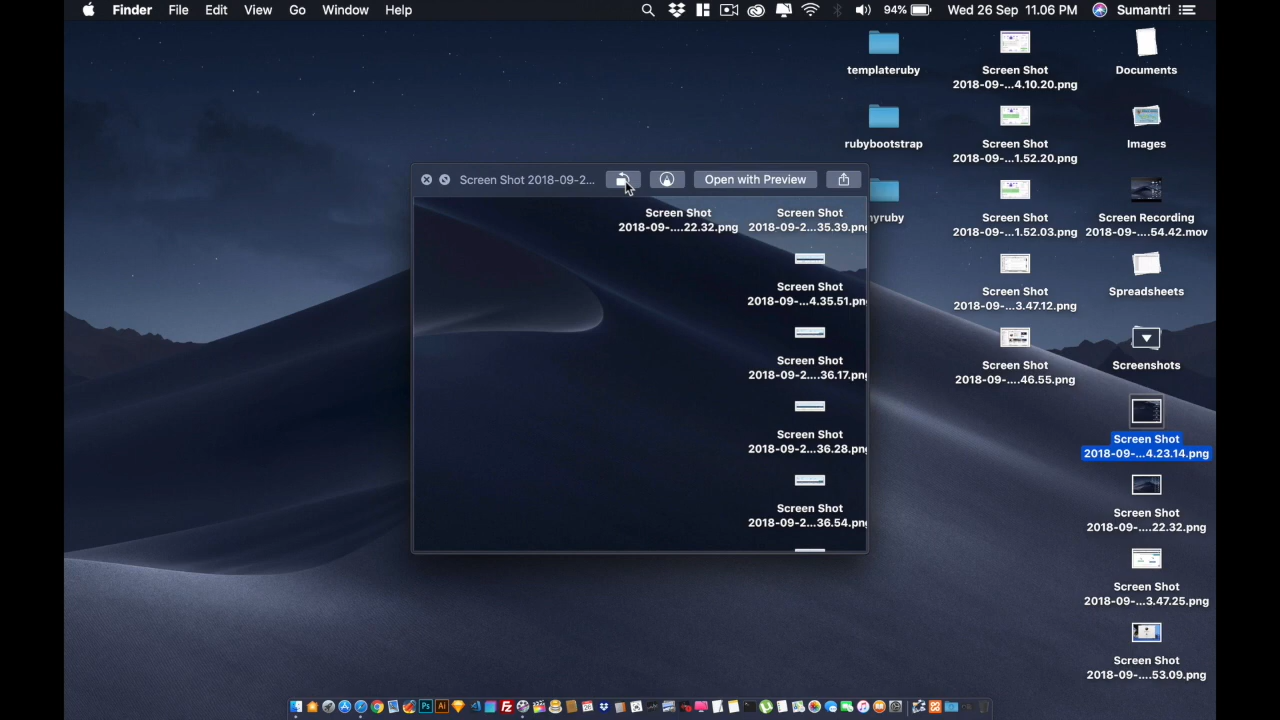 Finder File Edit View Go Window Help 94% Wed 26 Sep 11.06 PM Sumantri
templateruby
Screen Shot
2018-09-...4.10.20.png
Documents
rubybootstrap
Screen Shot
2018-09-...1.52.20.png
Images
yruby
Screen Shot
2018-09-...1.52.03.png
Screen Recording
2018-09-...54.42.mov
Screen Shot
2018-09-...3.47.12.png
Spreadsheets
Screen Shot
2018-09-....46.55.png
Screenshots
Screen Shot
2018-09-...4.23.14.png
Screen Shot
2018-09-....22.32.png
Screen Shot
2018-09-...3.47.25.png
Screen Shot
2018-09-....53.09.png
Screen Shot 2018-09-2... Open with Preview
Screen Shot
2018-09-....22.32.png
Screen Shot
2018-09-2...35.39.png
Screen Shot
2018-09-...4.35.51.png
Screen Shot
2018-09-2....36.17.png
Screen Shot
2018-09-2...36.28.png
Screen Shot
2018-09-2...36.54.png
Ps Ai Fz